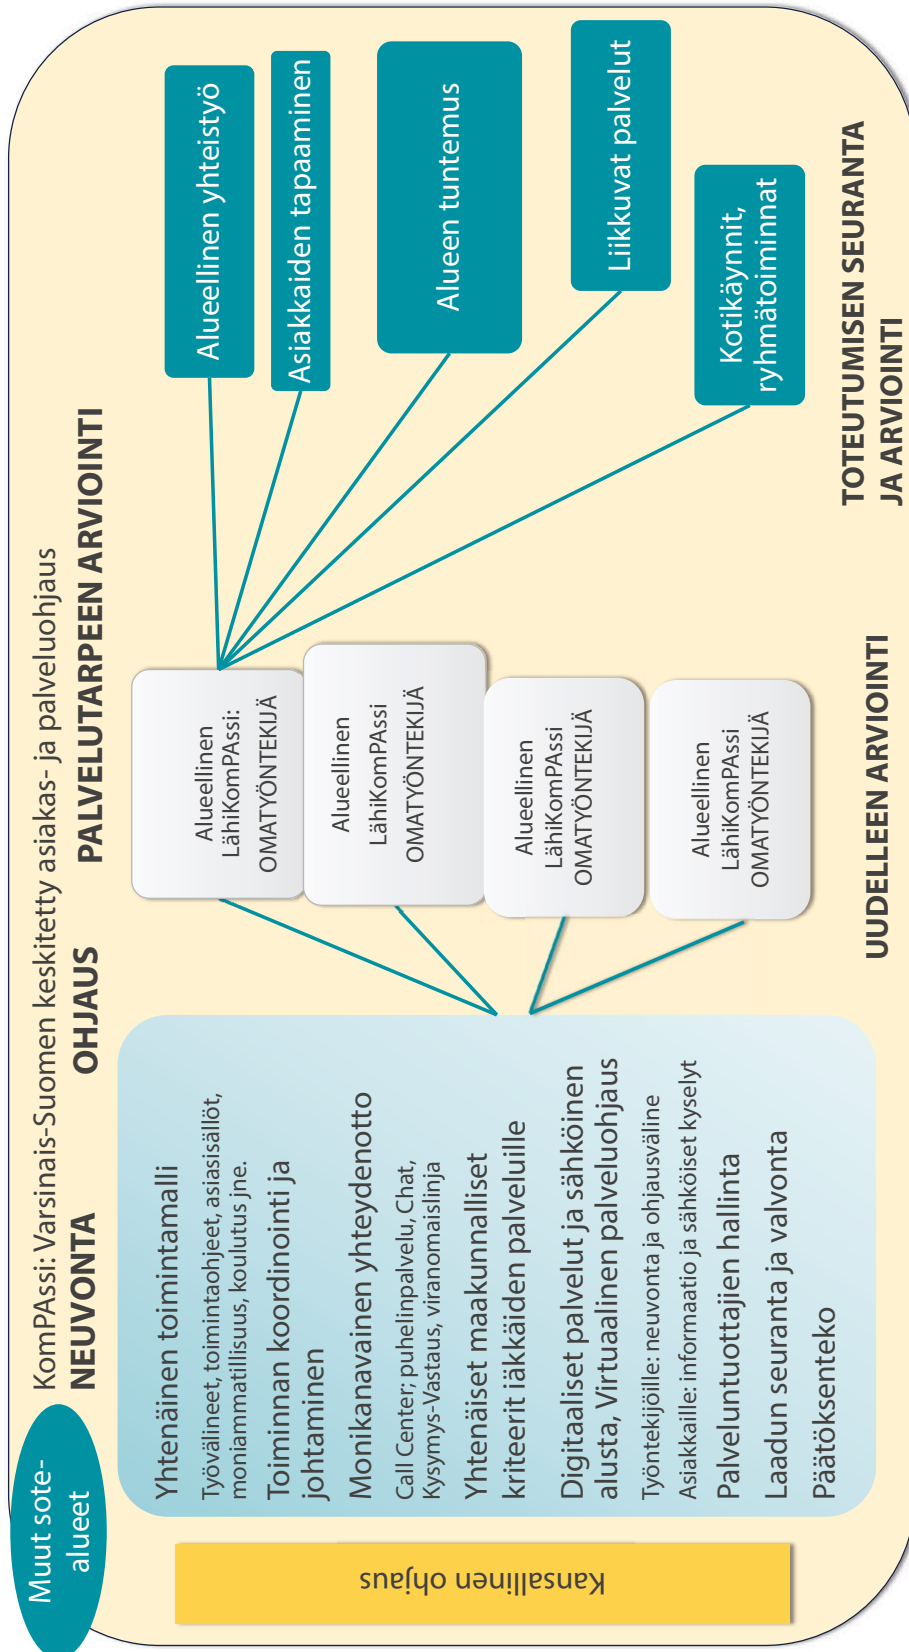 Muut sote-
alueet
KomPAssi: Varsinais-Suomen keskitetty asiakas- ja palveluohjaus
NEUVONTA
OHJAUS
PALVELUTARPEEN ARVIOINTI
Kansallinen ohjaus
Yhtenäinen toimintamalli
Työvälineet, toimintaohjeet, asiasisällöt,
moniammatillisuus, koulutus jne.
Toiminnan koordinointi ja
johtaminen
Monikanavainen yhteydenotto
Call Center; puhelinpalvelu, Chat,
Kysymys-Vastaus, viranomaislinja
Yhtenäiset maakunnalliset
kriteerit iäkkäiden palveluille
Digitaaliset palvelut ja sähköinen
alusta, Virtuaalinen palveluohjaus
Työntekijöille: neuvonta ja ohjausväline
Asiakkaille: informaatio ja sähköiset kyselyt
Palveluntuottajien hallinta
Laadun seuranta ja valvonta
Päätöksenteko
Alueellinen
LähiKomPAssi:
OMATYÖNTEKIJÄ
Alueellinen
LähiKomPAssi
OMATYÖNTEKIJÄ
Alueellinen
LähiKomPAssi
OMATYÖNTEKIJÄ
Alueellinen
LähiKomPAssi
OMATYÖNTEKIJÄ
Alueellinen yhteistyö
Asiakkaiden tapaaminen
Alueen tuntemus
Liikkuvat palvelut
Kotikäynnit,
ryhmätoiminnat
UUDELLEEN ARVIOINTI
TOTEUTUMISEN SEURANTA
JA ARVIOINTI